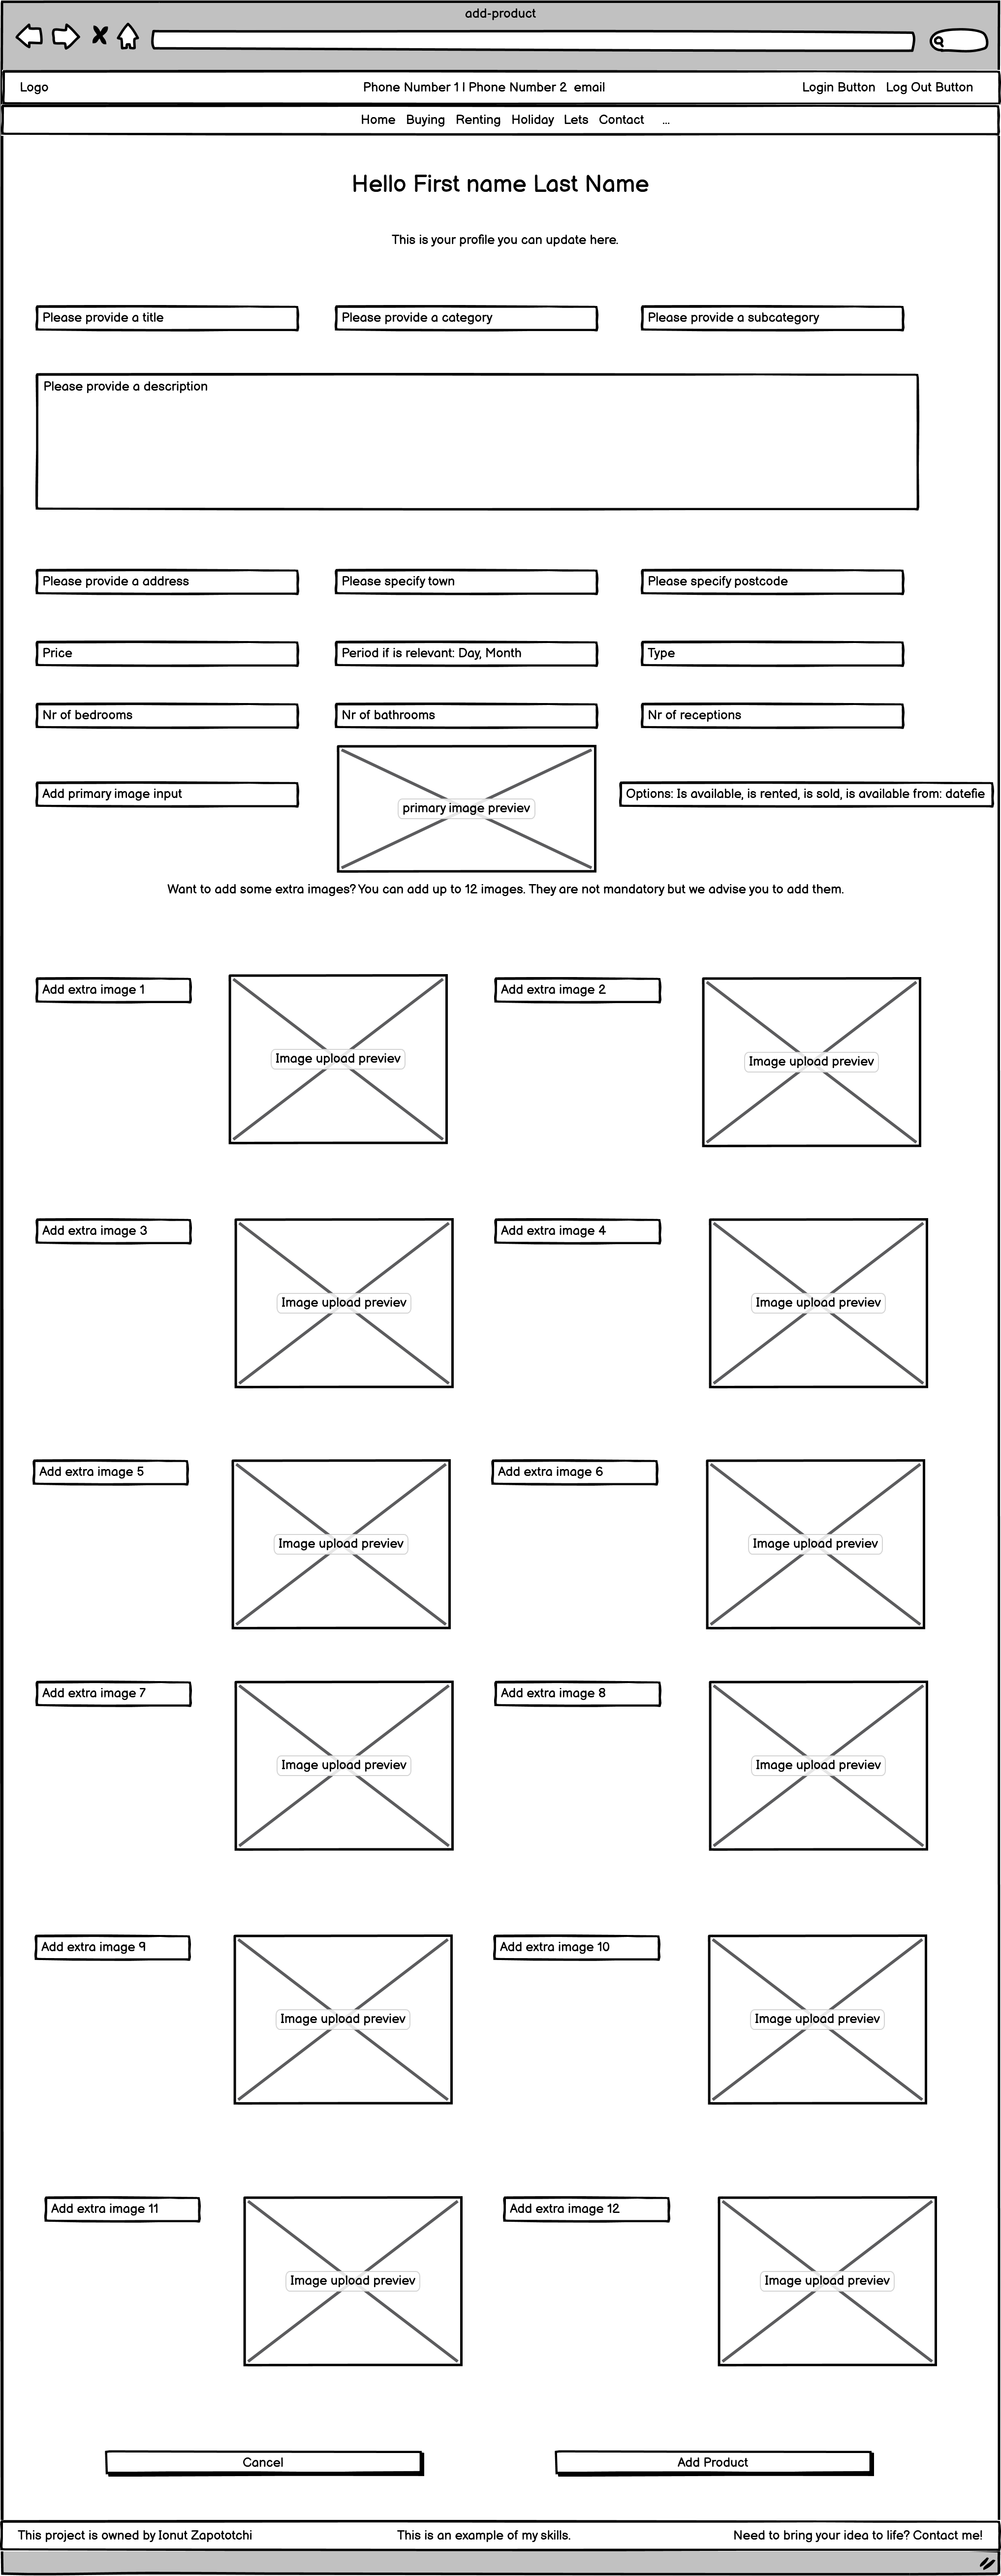 add-product
Logo Phone Number 1 | Phone Number 2 email Login Button Log Out Button
Home Buying Renting Holiday Lets Contact ...
Hello First name Last Name
This is your profile you can update here.
Please provide a title Please provide a category Please provide a subcategory
Please provide a description
Please provide a address Please specify town Please specify postcode
Price Period if is relevant: Day, Month Type
Nr of bedrooms Nr of bathrooms Nr of receptions
Add primary image input primary image previev Options: Is available, is rented, is sold, is available from: datefie
Want to add some extra images? You can add up to 12 images. They are not mandatory but we advise you to add them.
Add extra image 1 Add extra image 2
Image upload previev Image upload previev
Add extra image 3 Add extra image 4
Image upload previev Image upload previev
Add extra image 5 Add extra image 6
Image upload previev Image upload previev
Add extra image 7 Add extra image 8
Image upload previev Image upload previev
Add extra image 9 Add extra image 10
Image upload previev Image upload previev
Add extra image 11 Add extra image 12
Image upload previev Image upload previev
Cancel Add Product
This project is owned by Ionut Zapototchi This is an example of my skills. Need to bring your idea to life? Contact me!